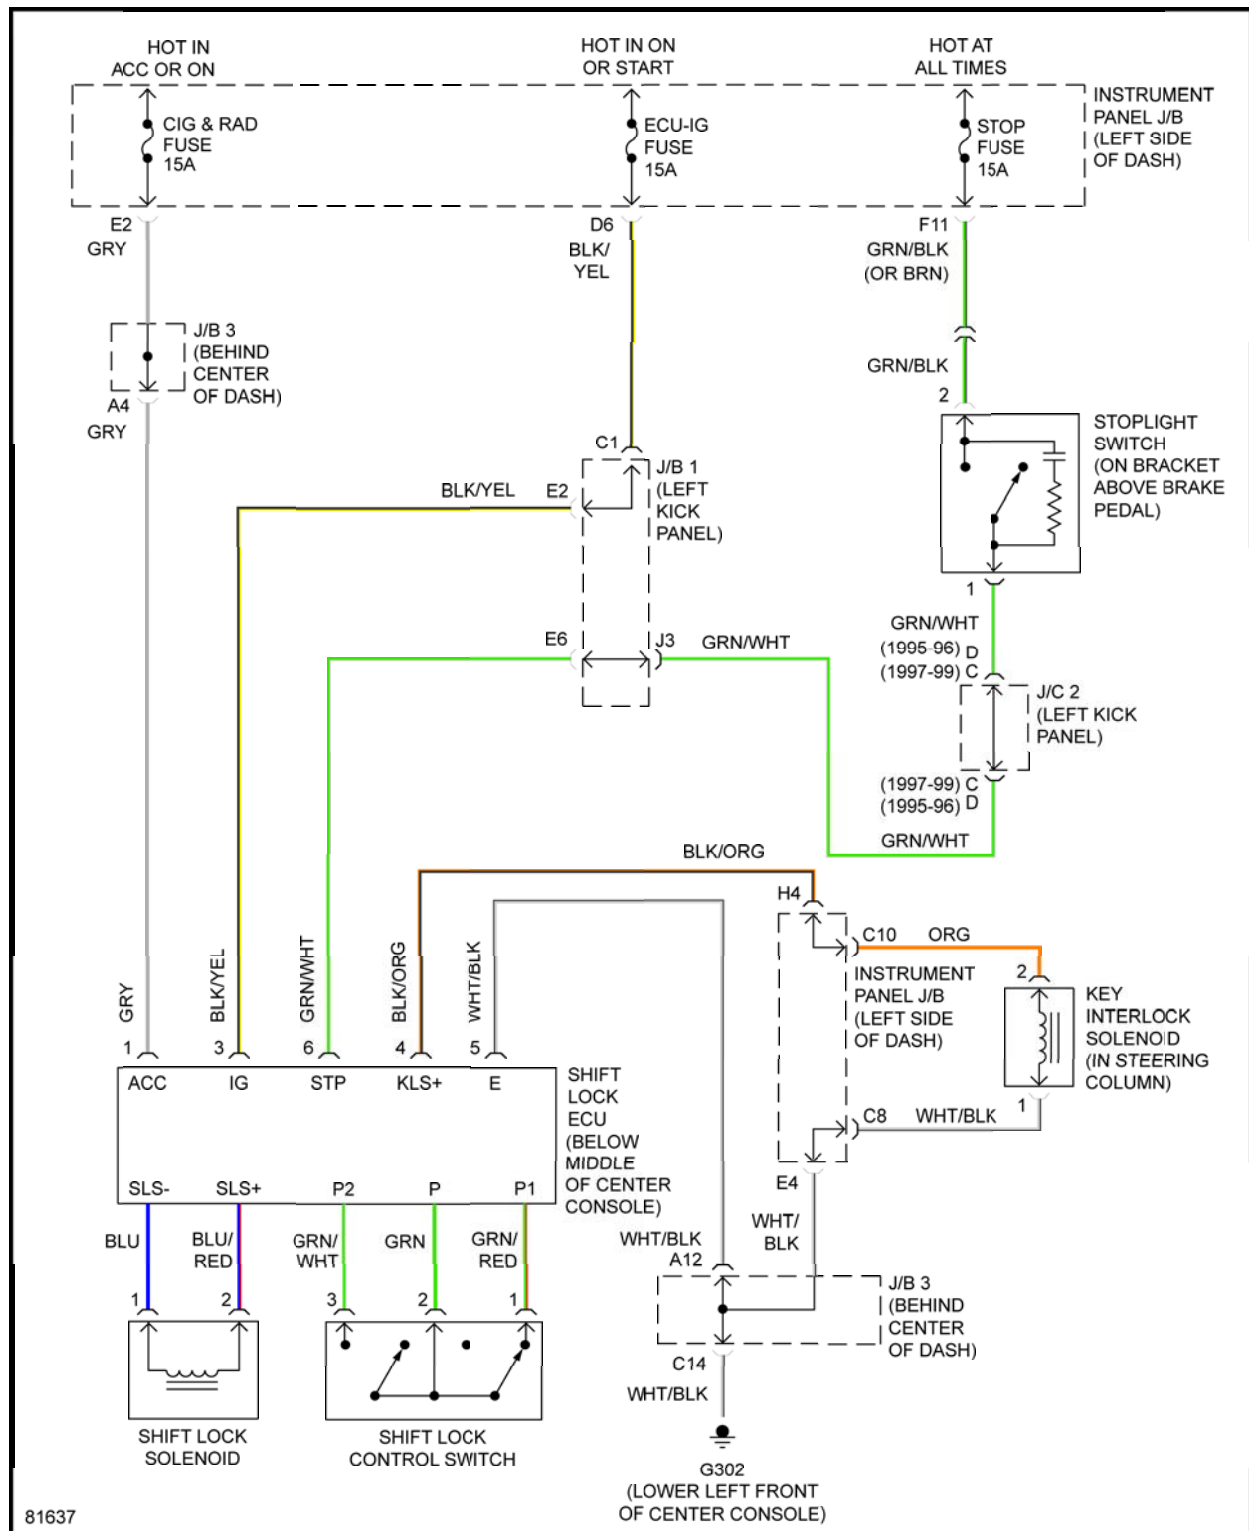 HOT IN
ACC OR ON
HOT IN ON
OR START
HOT AT
ALL TIMES
CIG & RAD
FUSE
15A
ECU-IG
FUSE
15A
STOP
FUSE
15A
INSTRUMENT
PANEL J/B
(LEFT SIDE
OF DASH)
E2
GRY
D6
BLK/
YEL
F11
GRN/BLK
(OR BRN)
J/B 3
(BEHIND
CENTER
OF DASH)
A4
GRY
GRN/BLK
2
STOPLIGHT
SWITCH
(ON BRACKET
ABOVE BRAKE
PEDAL)
1
C1
J/B 1
(LEFT
KICK
PANEL)
BLK/YEL
E2
E6
J3
GRN/WHT
GRN/WHT
(1995-96) D
(1997-99) C
J/C 2
(LEFT KICK
PANEL)
(1997-99) C
(1995-96) D
GRN/WHT
BLK/ORG
H4
C10
ORG
INSTRUMENT
PANEL J/B
(LEFT SIDE
OF DASH)
2
KEY
INTERLOCK
SOLENOID
(IN STEERING
COLUMN)
1
C8
WHT/BLK
E4
WHT/
BLK
GRY
BLK/YEL
GRN/WHT
BLK/ORG
WHT/BLK
1
3
6
4
5
ACC
IG
STP
KLS+
E
SHIFT
LOCK
ECU
(BELOW
MIDDLE
OF CENTER
CONSOLE)
SLS-
SLS+
P2
P
P1
BLU
BLU/
RED
GRN/
WHT
GRN
GRN/
RED
1
2
3
2
1
SHIFT LOCK
SOLENOID
SHIFT LOCK
CONTROL SWITCH
WHT/BLK
A12
J/B 3
(BEHIND
CENTER
OF DASH)
C14
WHT/BLK
G302
(LOWER LEFT FRONT
OF CENTER CONSOLE)
81637